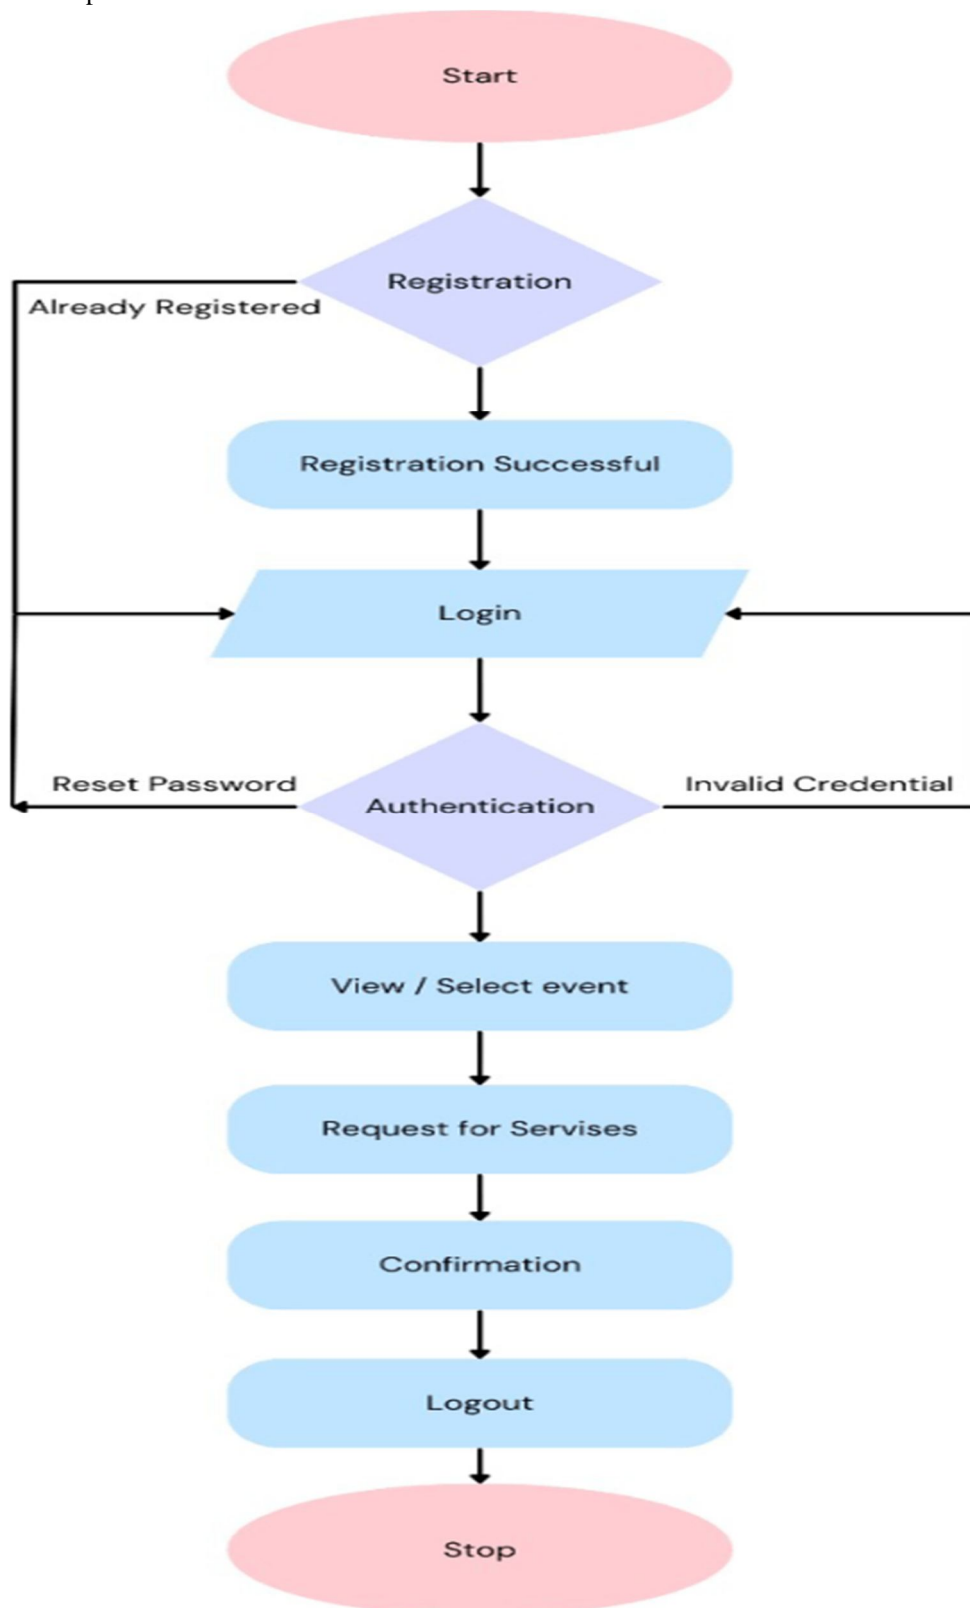 Start
Registration
Already Registered
Registration Successful
Login
Reset Password
Invalid Credential
Authentication
View / Select event
Request for Servises
Confirmation
Logout
Stop